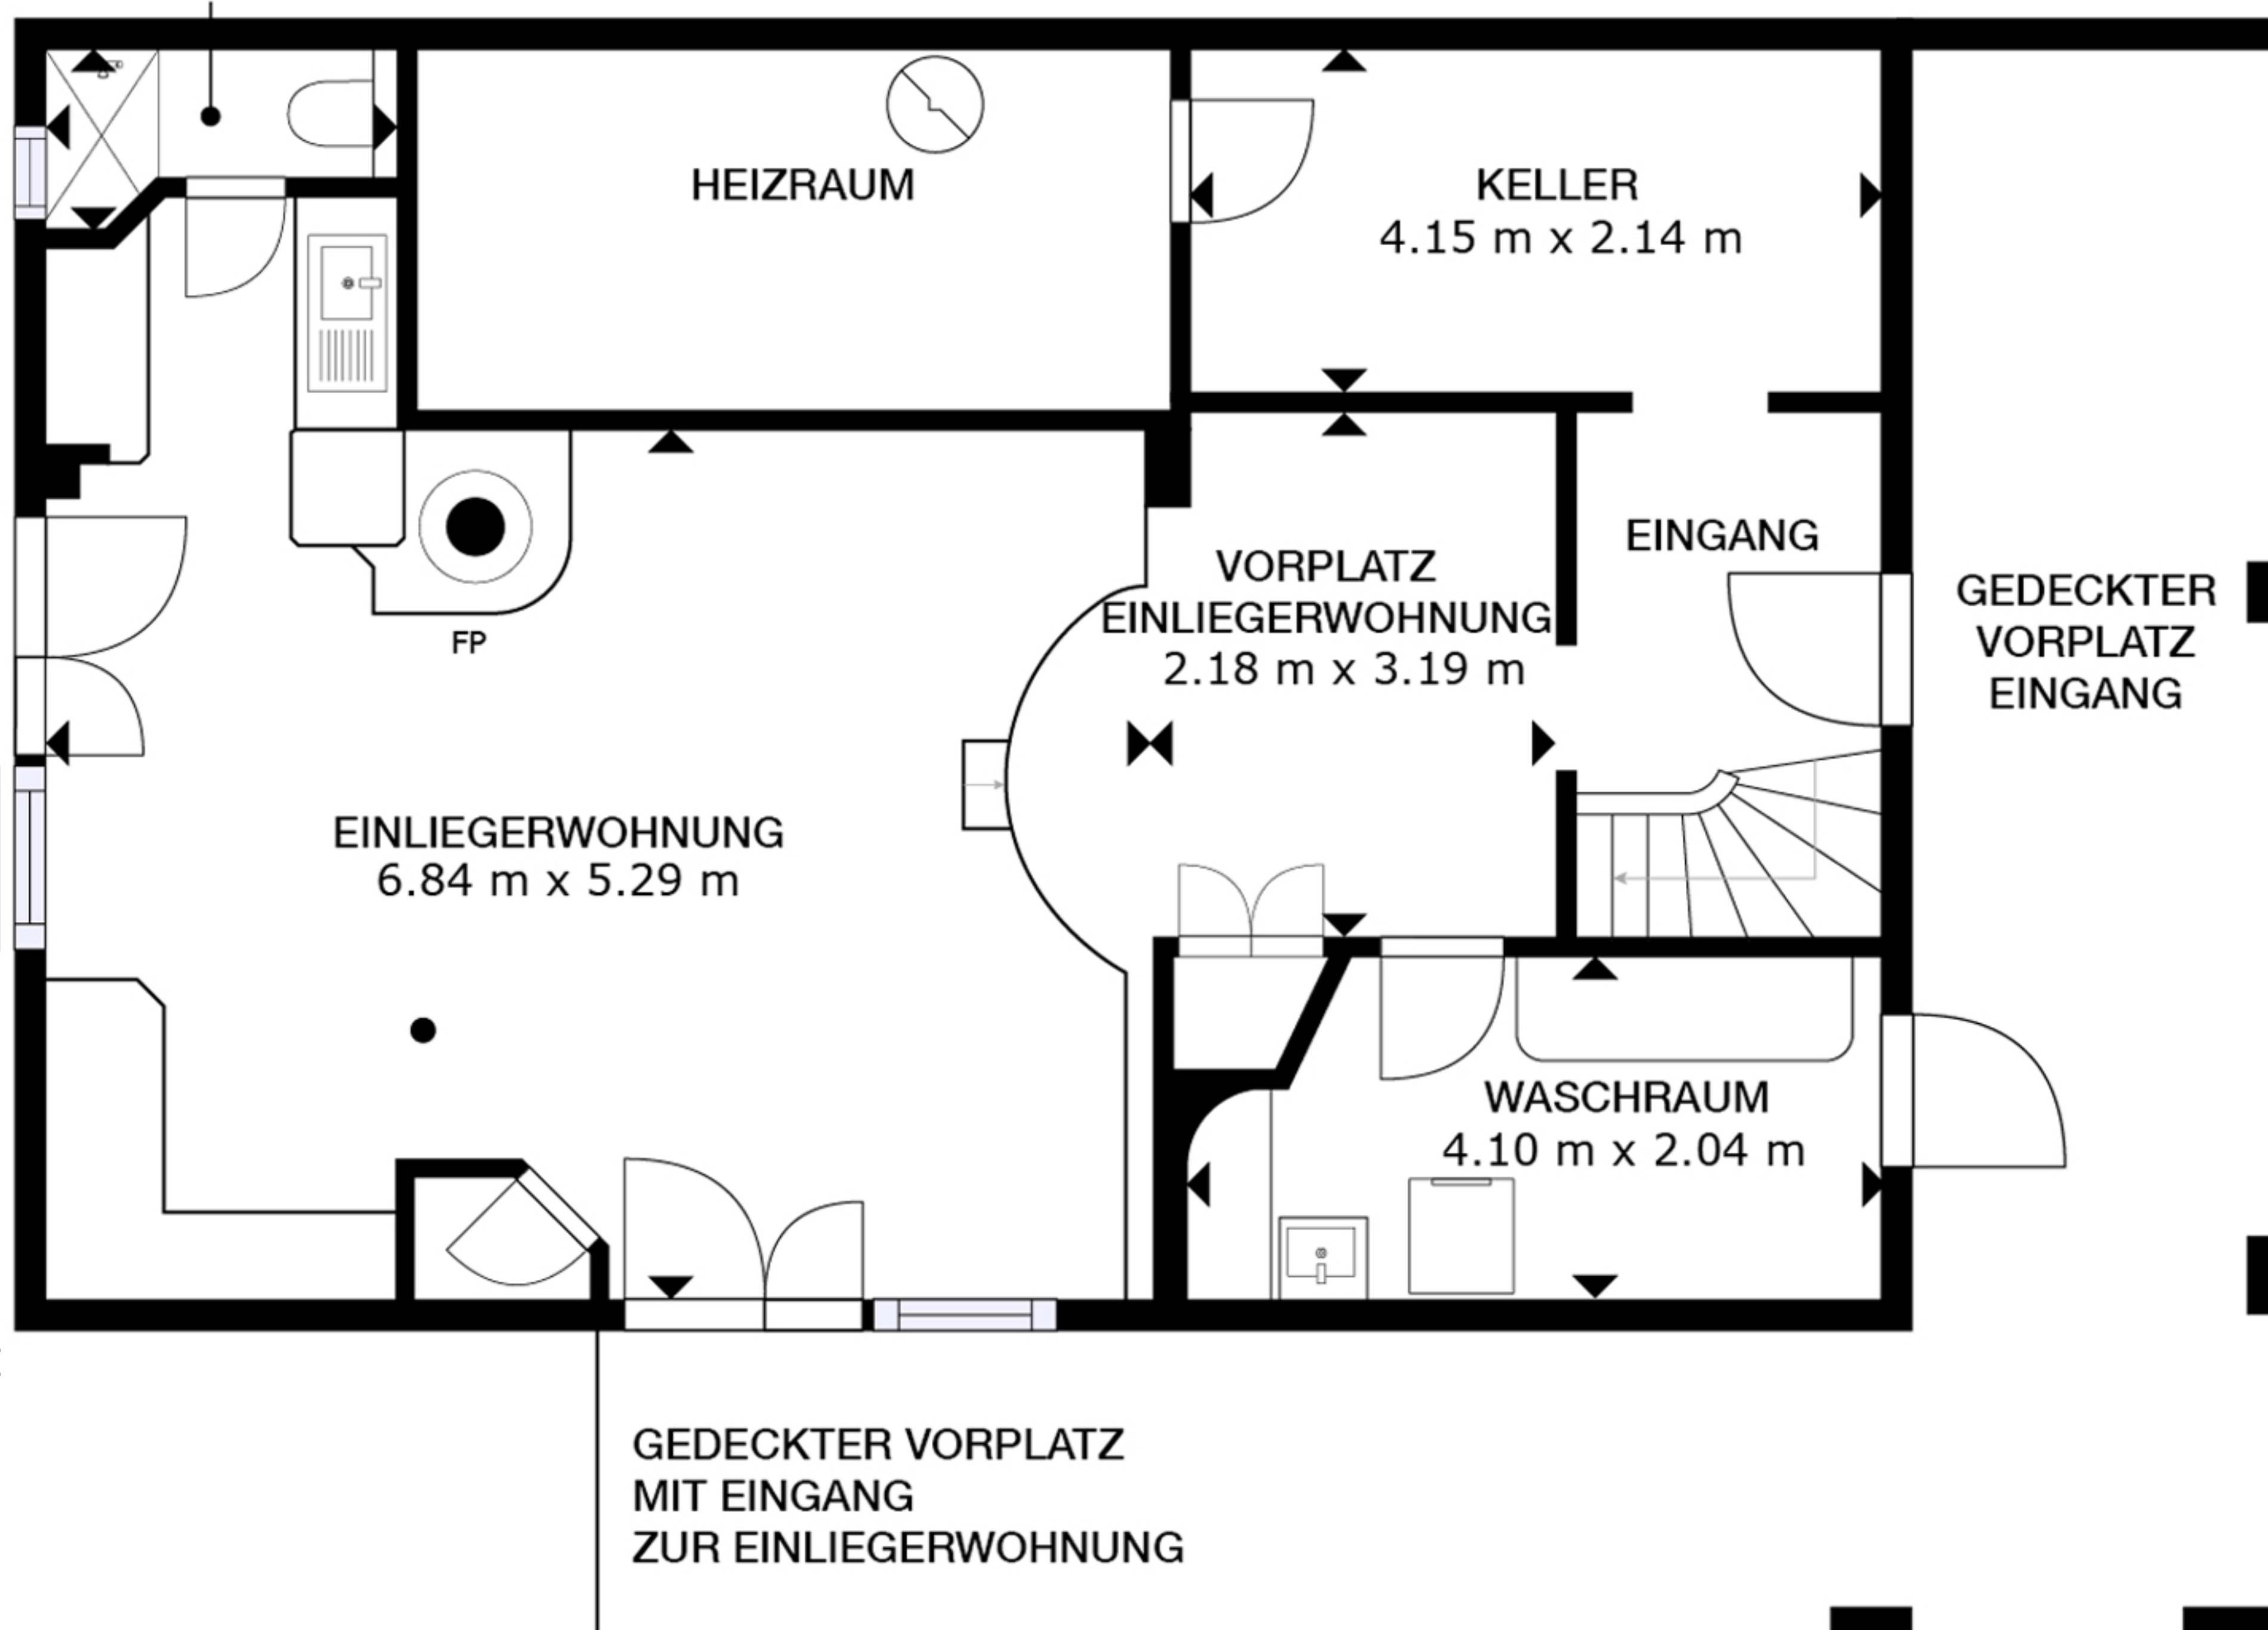 HEIZRAUM
KELLER
4.15 m x 2.14 m
EINGANG
VORPLATZ
EINLIEGERWOHNUNG
2.18 m x 3.19 m
GEDECKTER
VORPLATZ
EINGANG
FP
EINLIEGERWOHNUNG
6.84 m x 5.29 m
WASCHRAUM
4.10 m x 2.04 m
GEDECKTER VORPLATZ
MIT EINGANG
ZUR EINLIEGERWOHNUNG